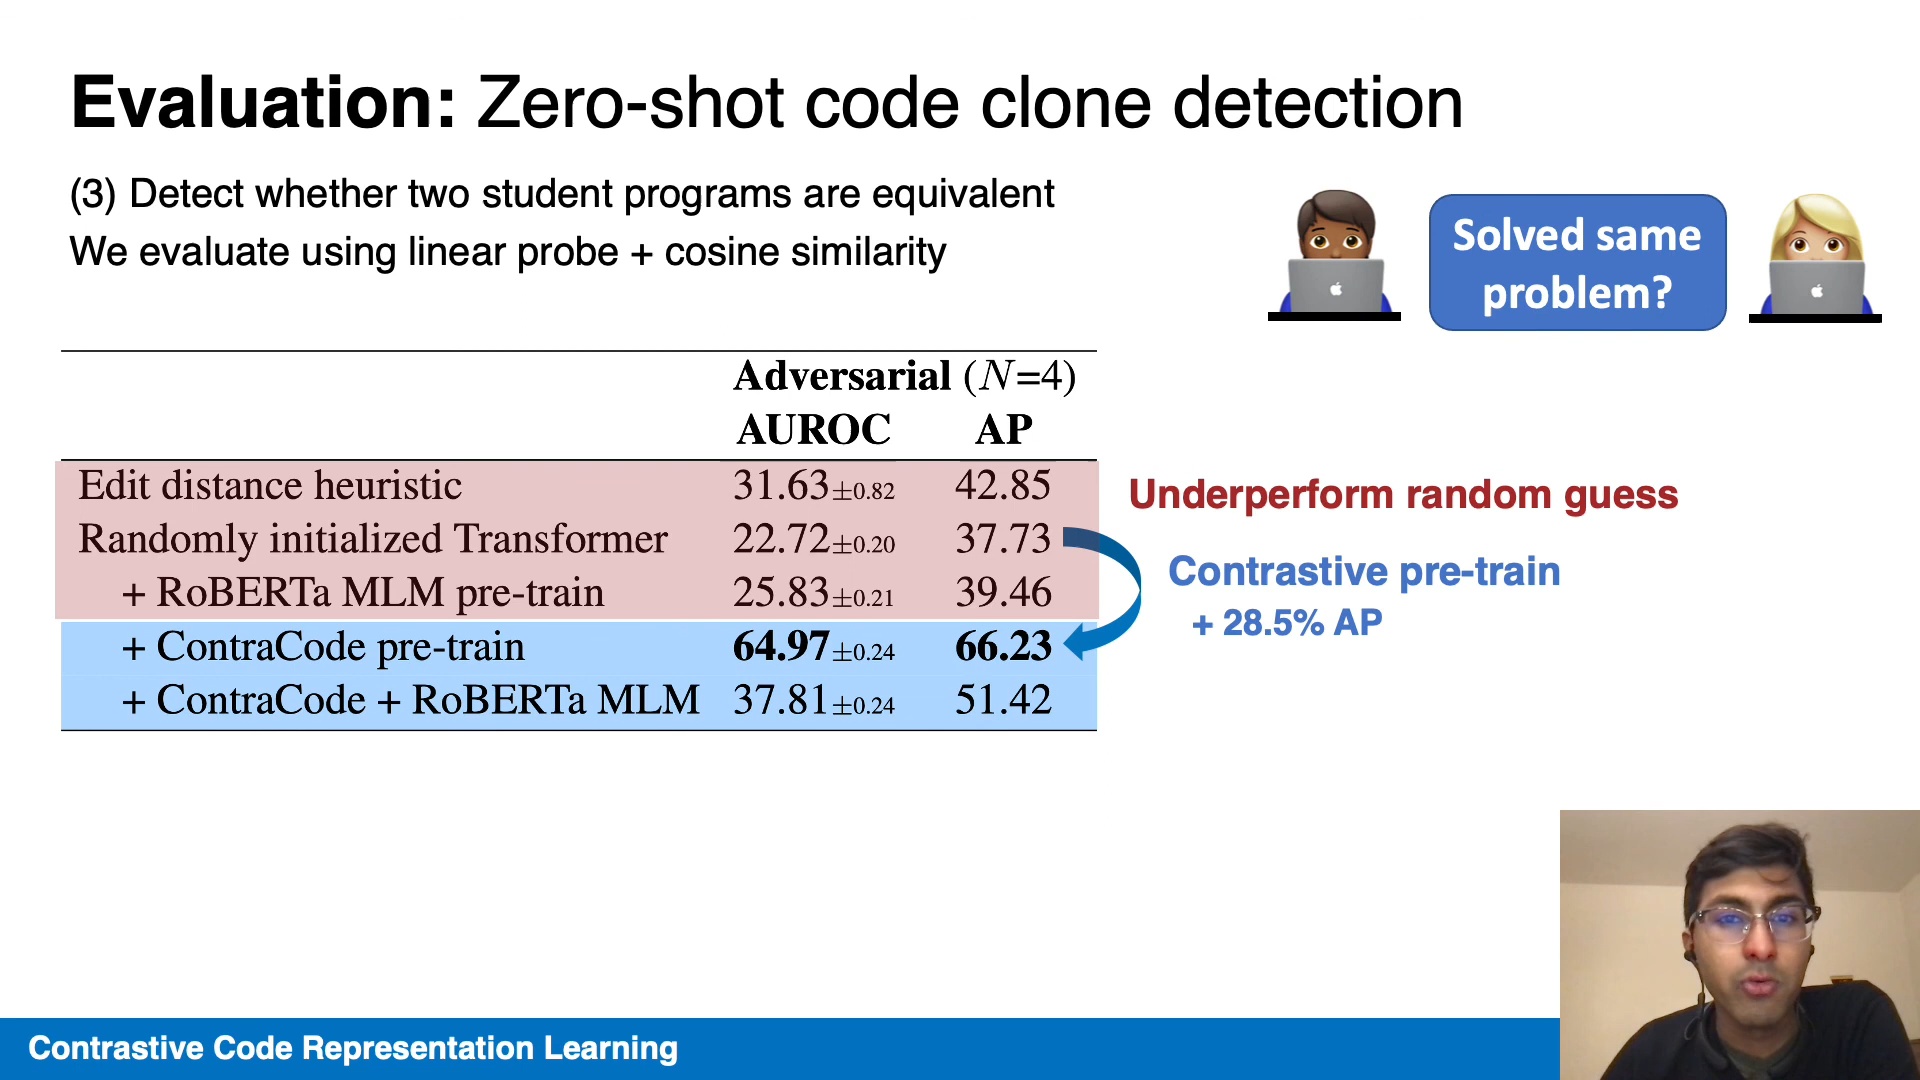 Evaluation: Zero-shot code clone detection
(3) Detect whether two student programs are equivalent
We evaluate using linear probe + cosine similarity
Solved same
problem?
Adversarial (N=4)
AUROC AP
Edit distance heuristic 31.63±0.82 42.85
Randomly initialized Transformer 22.72±0.20 37.73
+ RoBERTa MLM pre-train 25.83±0.21 39.46
+ ContraCode pre-train 64.97±0.24 66.23
+ ContraCode + RoBERTa MLM 37.81±0.24 51.42
Underperform random guess
Contrastive pre-train
+ 28.5% AP
Contrastive Code Representation Learning